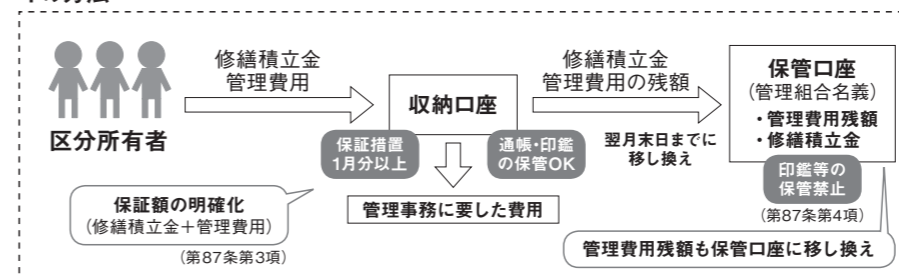 修繕積立金
管理費用
区分所有者
収納口座
保証措置
1月分以上
通帳・印鑑
の保管OK
管理事務に要した費用
保証額の明確化
(修繕積立金＋管理費用)
(第87条第3項)
修繕積立金
管理費用の残額
翌月末日までに
移し換え
保管口座
(管理組合名義)
・管理費用残額
・修繕積立金
印鑑等の
保管禁止
(第87条第4項)
管理費用残額も保管口座に移し換え